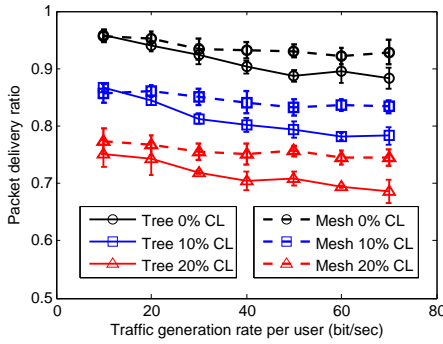 1
0.9
0.8
0.7
0.6
0.5
Packet delivery ratio
Tree 0% CL
Tree 10% CL
Tree 20% CL
Mesh 0% CL
Mesh 10% CL
Mesh 20% CL
0 20 40 60 80
Traffic generation rate per user (bit/sec)